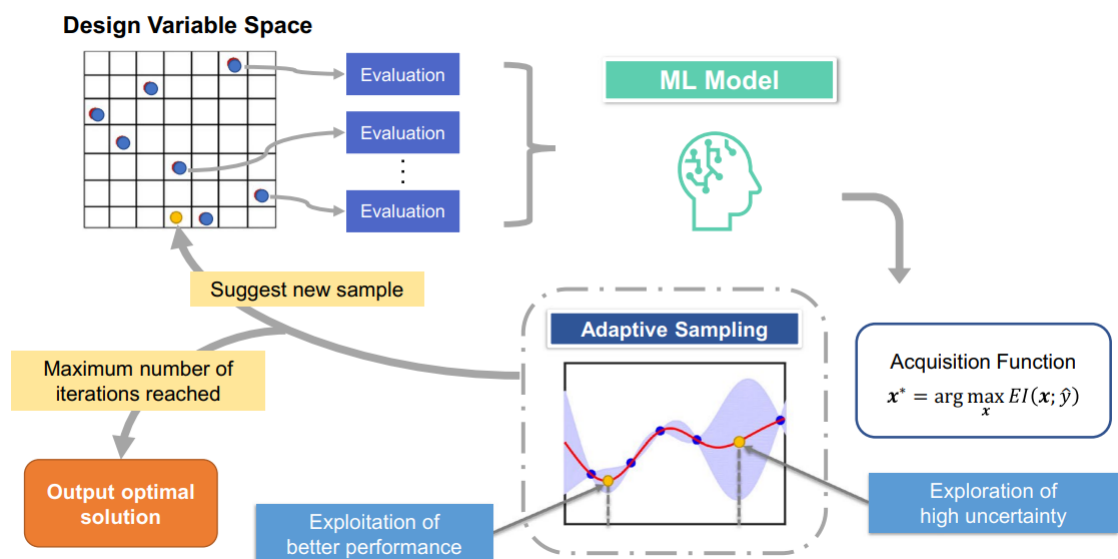 Design Variable Space
Evaluation
Evaluation
Evaluation
ML Model
Suggest new sample
Maximum number of
iterations reached
Output optimal
solution
Adaptive Sampling
Acquisition Function
𝒙* = arg max EI(𝒙; ŷ)
𝒙
Exploitation of
better performance
Exploration of
high uncertainty